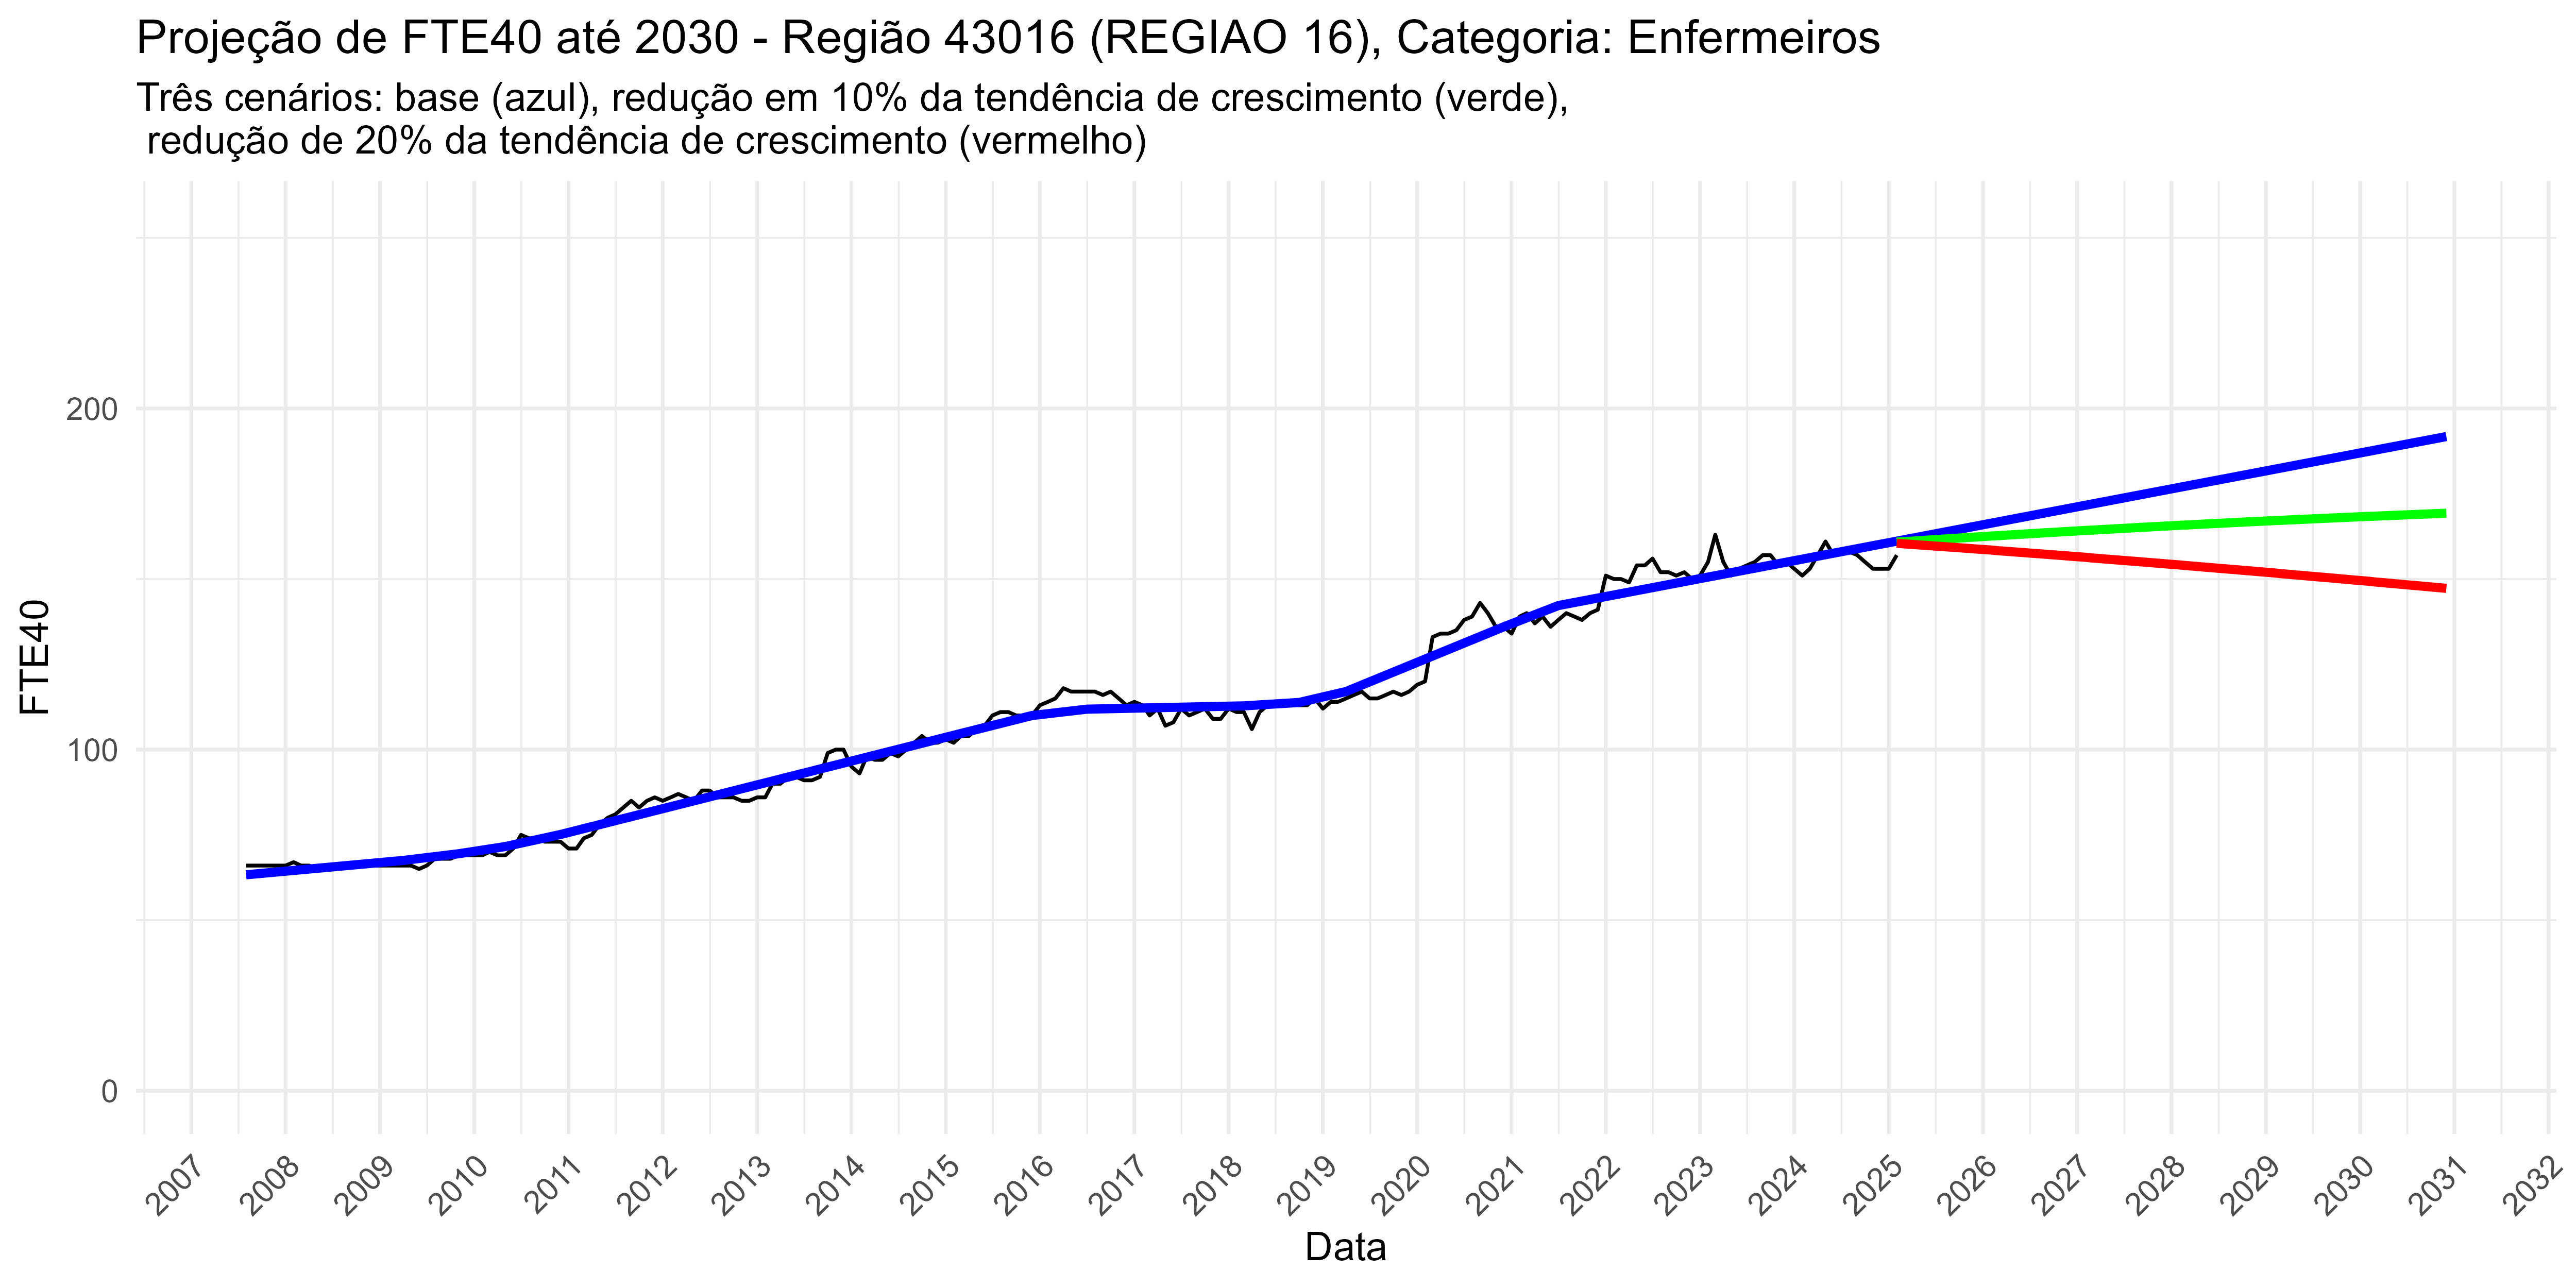 Projeção de FTE40 até 2030 - Região 43016 (REGIAO 16), Categoria: Enfermeiros
Três cenários: base (azul), redução em 10% da tendência de crescimento (verde),
redução de 20% da tendência de crescimento (vermelho)
FTE40
200
100
0
2007 2008 2009 2010 2011 2012 2013 2014 2015 2016 2017 2018 2019 2020 2021 2022 2023 2024 2025 2026 2027 2028 2029 2030 2031 2032
Data